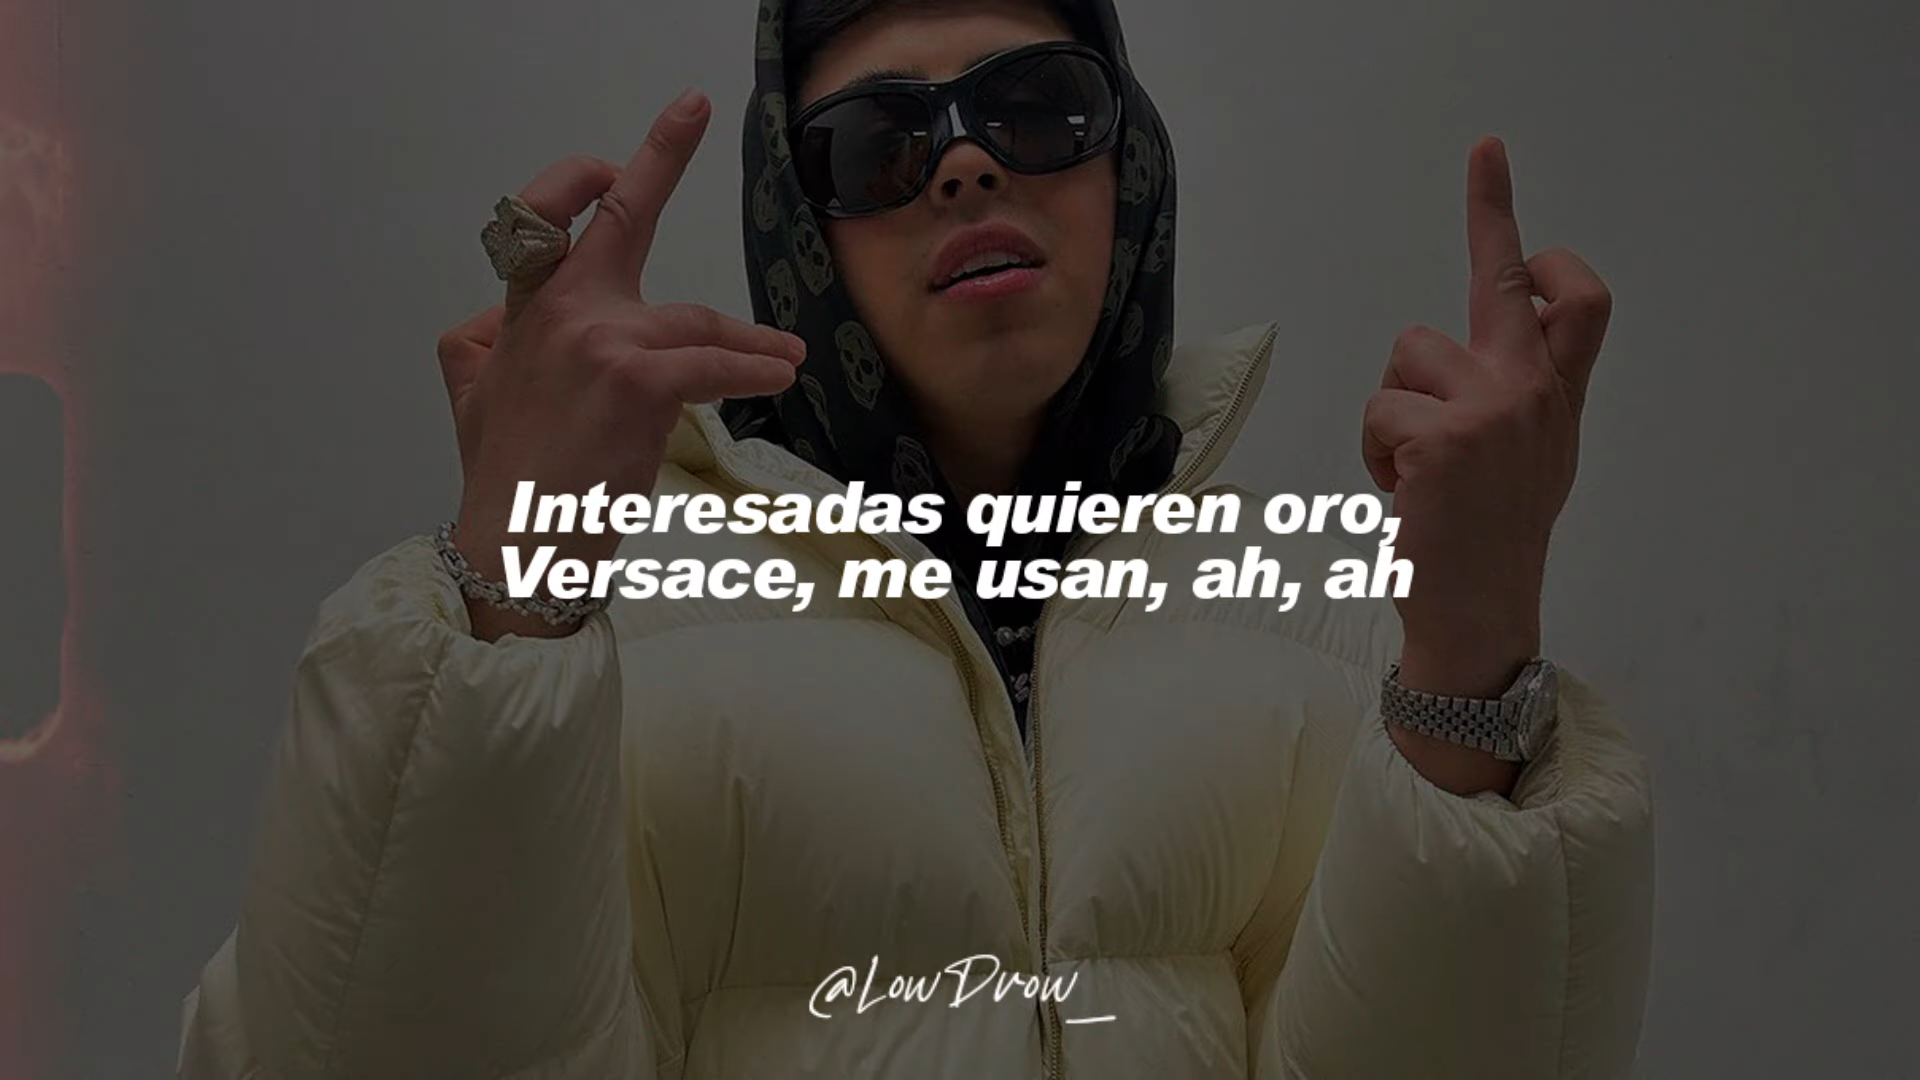 Interesadas quieren oro,
Versace, me usan, ah, ah
@LowDrow_